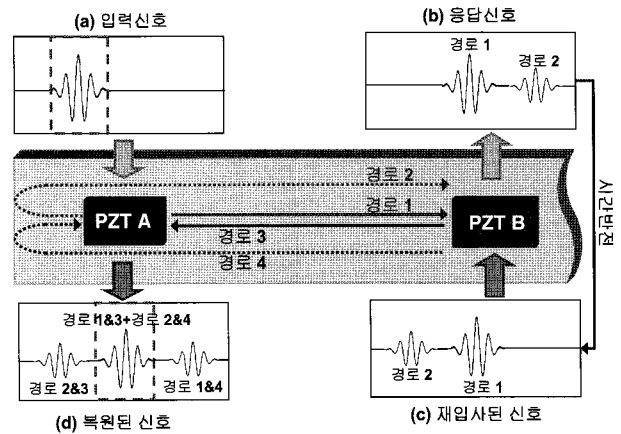 (a) 입력신호
(b) 응답신호
경로 1
경로 2
경로 2
경로 1
PZT A
PZT B
경로 3
경로 4
시간반전
경로 1&3+경로 2&4
경로 2&3
경로 1&4
(d) 복원된 신호
경로 2
경로 1
(c) 재입사된 신호